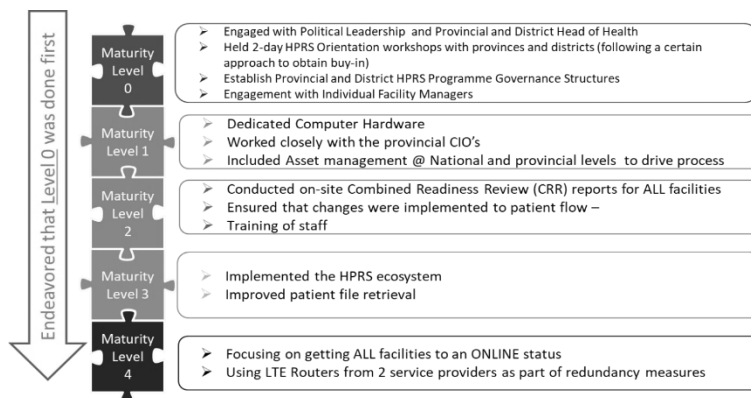 Endeavored that Level 0 was done first
Maturity
Level
0
➤ Engaged with Political Leadership and Provincial and District Head of Health
➤ Held 2-day HPRS Orientation workshops with provinces and districts (following a certain
approach to obtain buy-in)
➤ Establish Provincial and District HPRS Programme Governance Structures
➤ Engagement with Individual Facility Managers
Maturity
Level 1
➤ Dedicated Computer Hardware
➤ Worked closely with the provincial CIO's
➤ Included Asset management @ National and provincial levels to drive process
Maturity
Level
2
➤ Conducted on-site Combined Readiness Review (CRR) reports for ALL facilities
➤ Ensured that changes were implemented to patient flow –
➤ Training of staff
Maturity
Level 3
➤ Implemented the HPRS ecosystem
➤ Improved patient file retrieval
Maturity
Level
4
➤ Focusing on getting ALL facilities to an ONLINE status
➤ Using LTE Routers from 2 service providers as part of redundancy measures